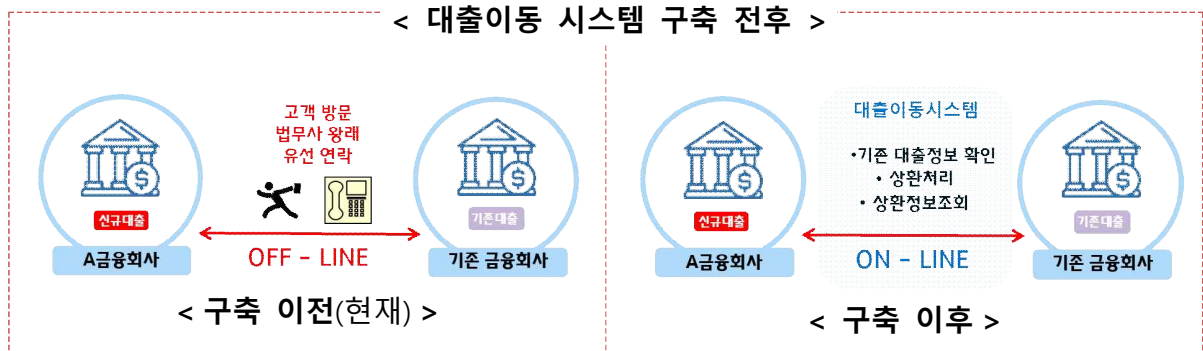 < 대출이동 시스템 구축 전후 >
고객 방문
법무사 왕래
유선 연락
신규대출
기존대출
A금융회사
OFF - LINE
기존 금융회사
< 구축 이전(현재) >
대출이동시스템
•기존 대출정보 확인
• 상환처리
• 상환정보조회
신규대출
기존대출
A금융회사
ON - LINE
기존 금융회사
< 구축 이후 >